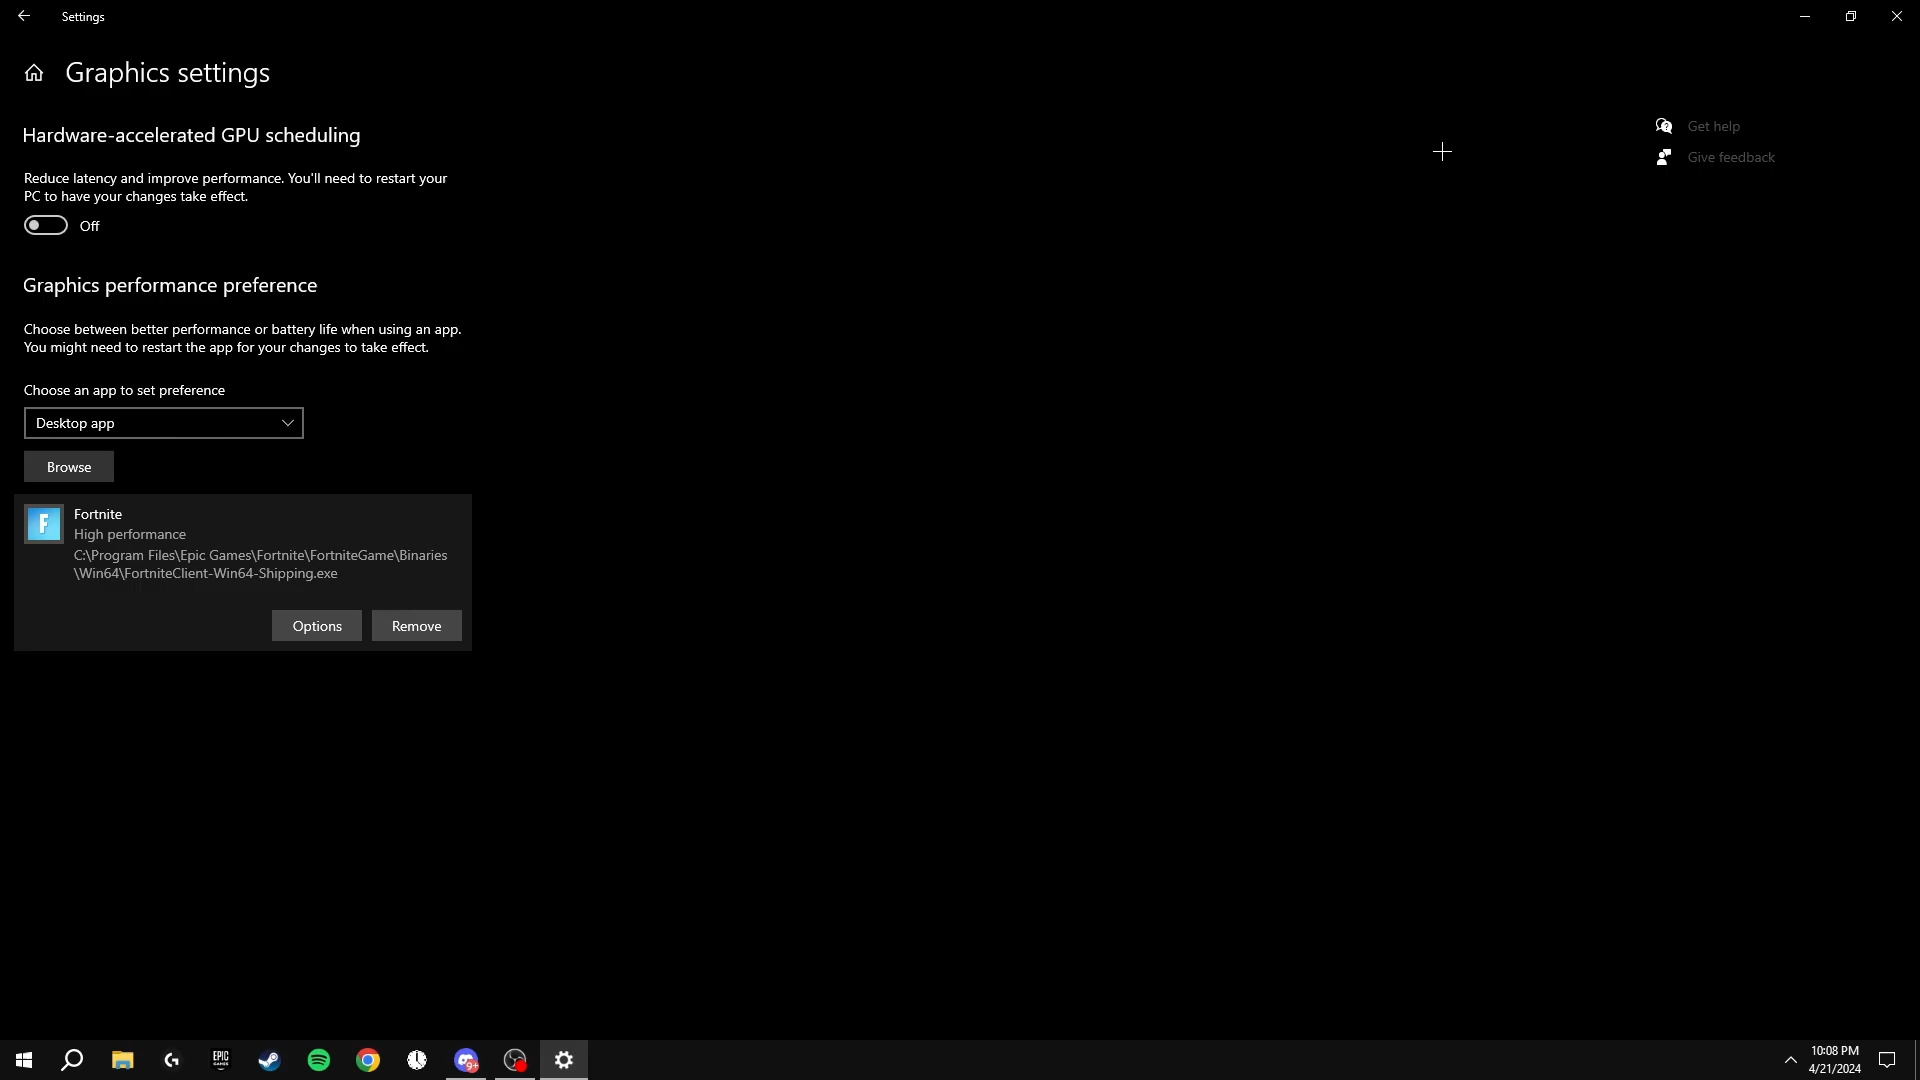 Settings
Graphics settings
Hardware-accelerated GPU scheduling
Reduce latency and improve performance. You'll need to restart your
PC to have your changes take effect.
Off
Graphics performance preference
Choose between better performance or battery life when using an app.
You might need to restart the app for your changes to take effect.
Choose an app to set preference
Desktop app
Browse
F
Fortnite
High performance
C:\Program Files\Epic Games\Fortnite\FortniteGame\Binaries
\Win64\FortniteClient-Win64-Shipping.exe
Options
Remove
Get help
Give feedback
EPIC
GAMES
9+
10:08 PM
4/21/2024